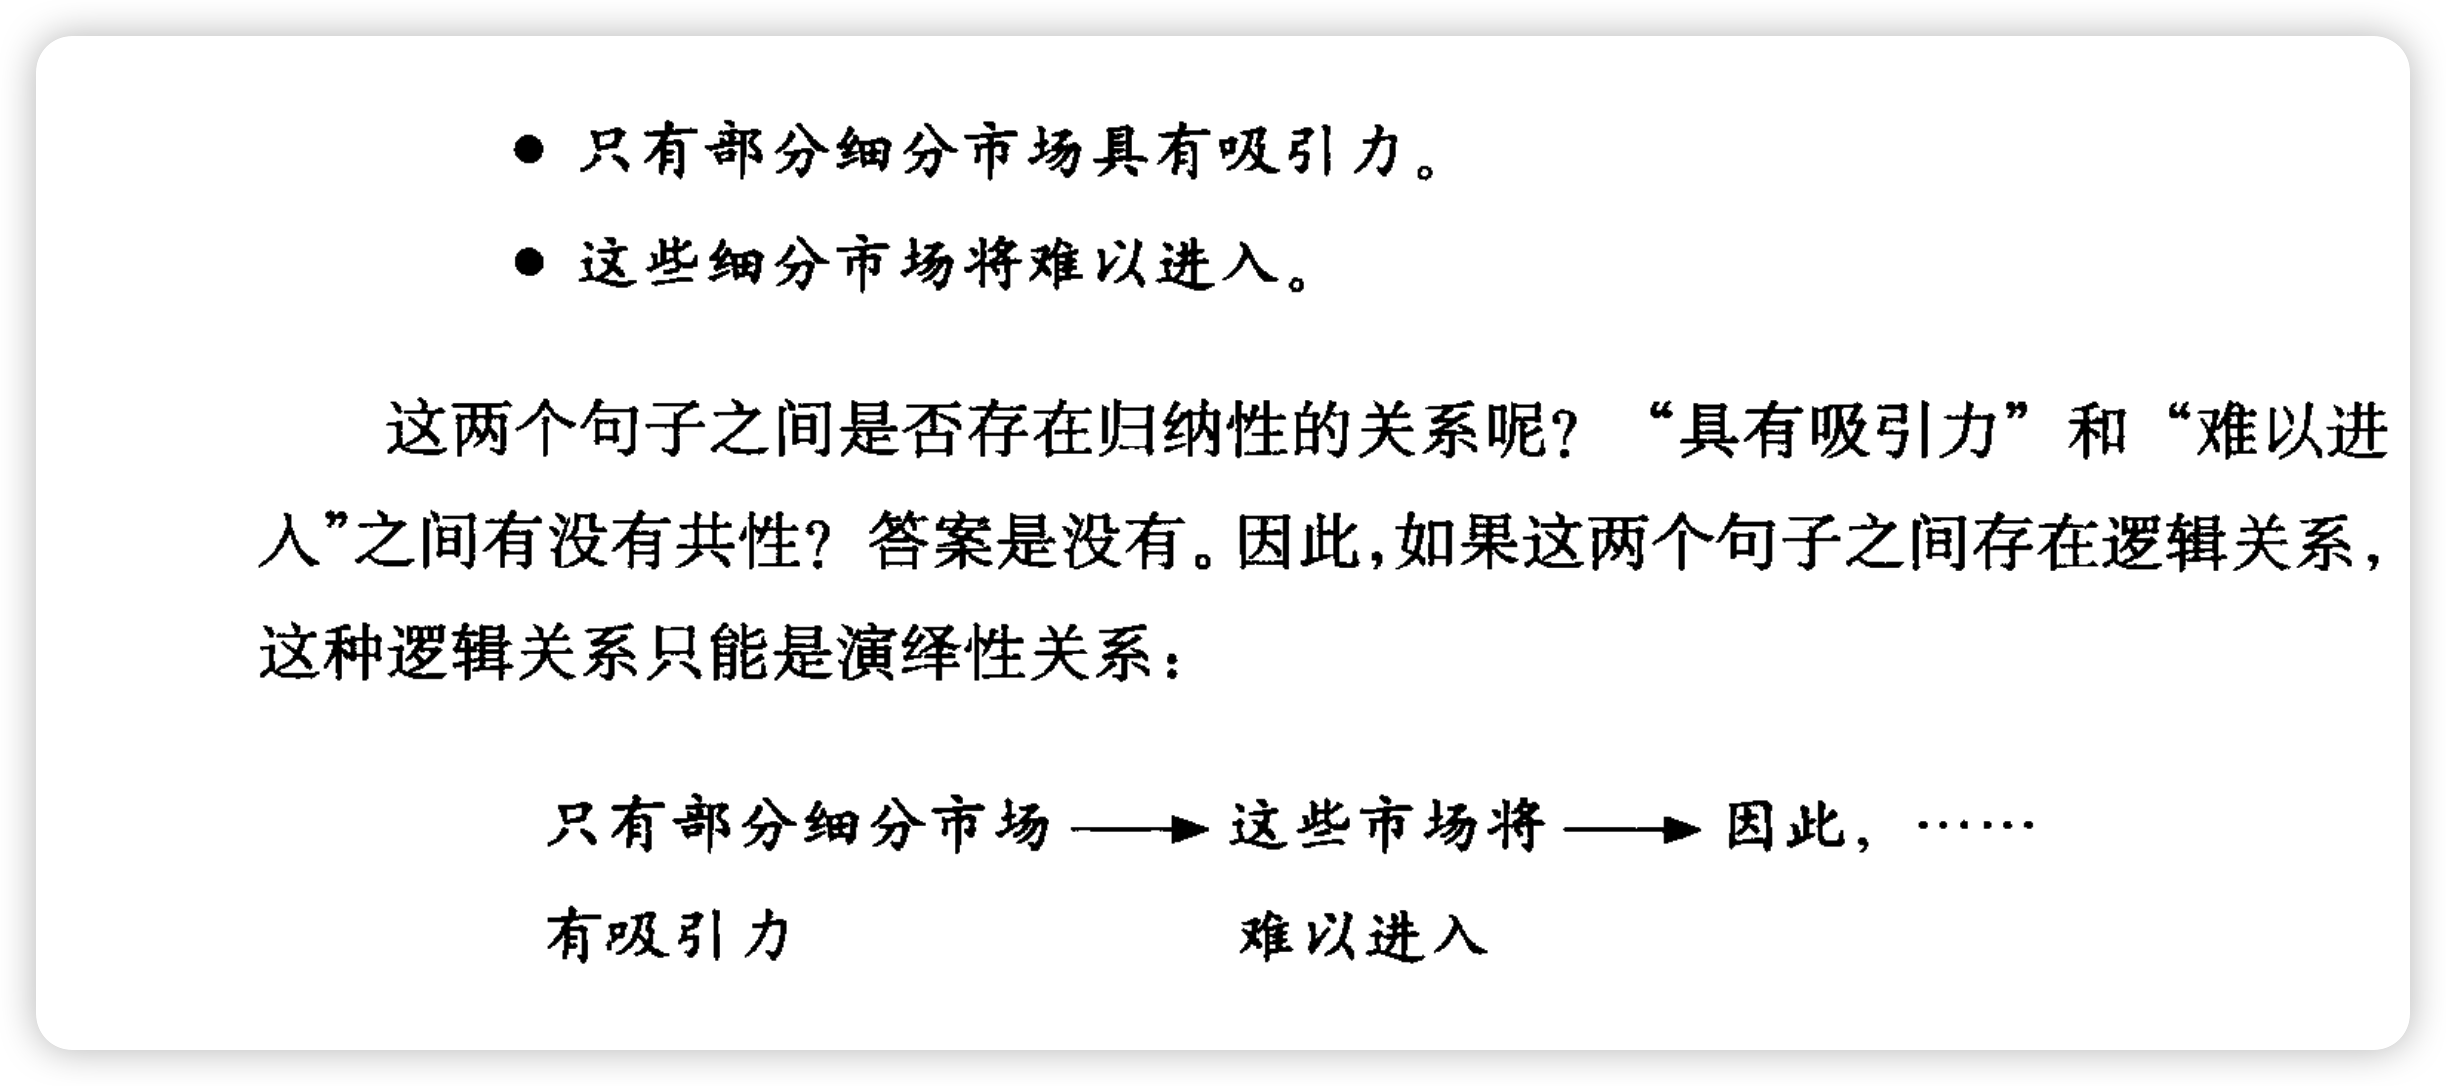 ● 只有部分细分市场具有吸引力。
● 这些细分市场将难以进入。
这两个句子之间是否存在归纳性的关系呢？“具有吸引力”和“难以进
入”之间有没有共性？答案是没有。因此，如果这两个句子之间存在逻辑关系，
这种逻辑关系只能是演绎性关系：
只有部分细分市场 → 这些市场将 → 因此，……
有吸引力 难以进入